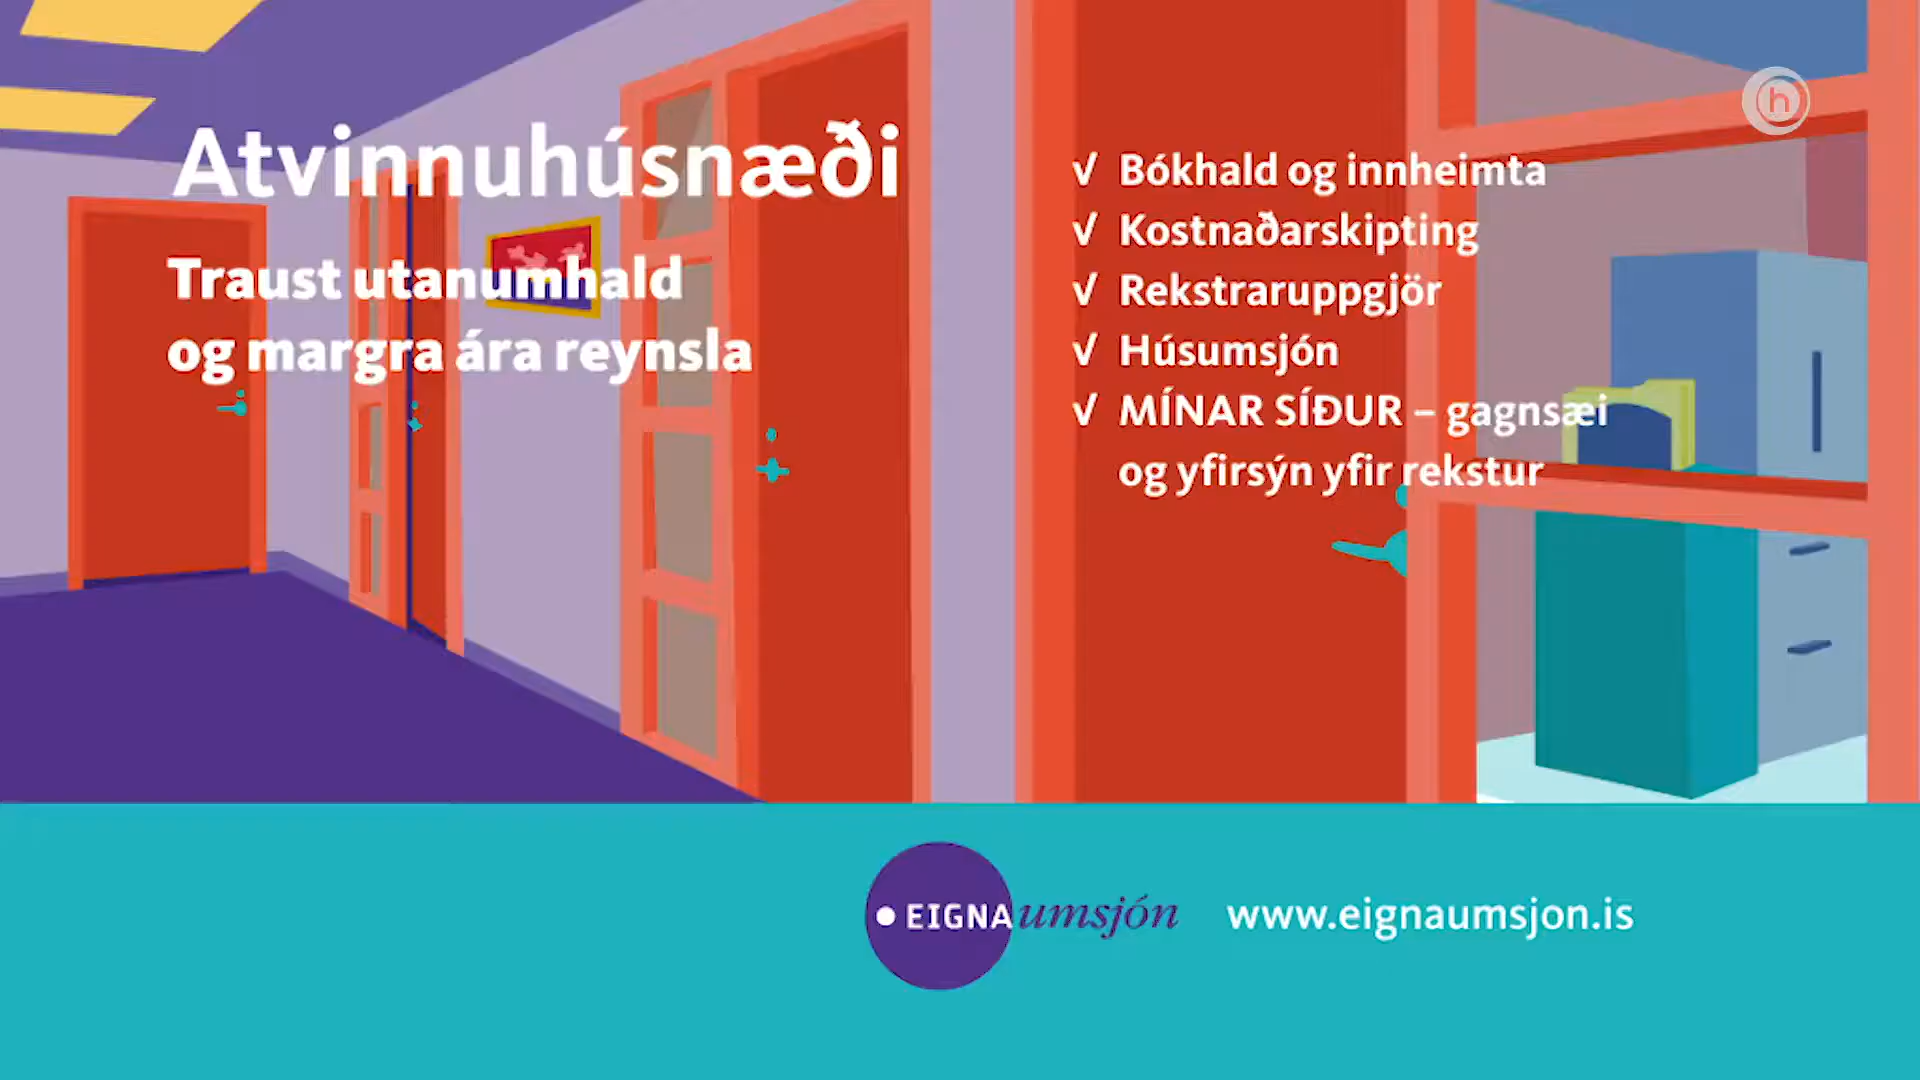 Atvinnuhúsnæði
Traust utanumhald
og margra ára reynsla
√ Bókhald og innheimta
√ Kostnaðarskipting
√ Rekstraruppgjör
√ Húsumsjón
√ MÍNAR SÍÐUR – gagnsæi
og yfirsýn yfir rekstur
h
EIGNAumsjón
www.eignaumsjon.is